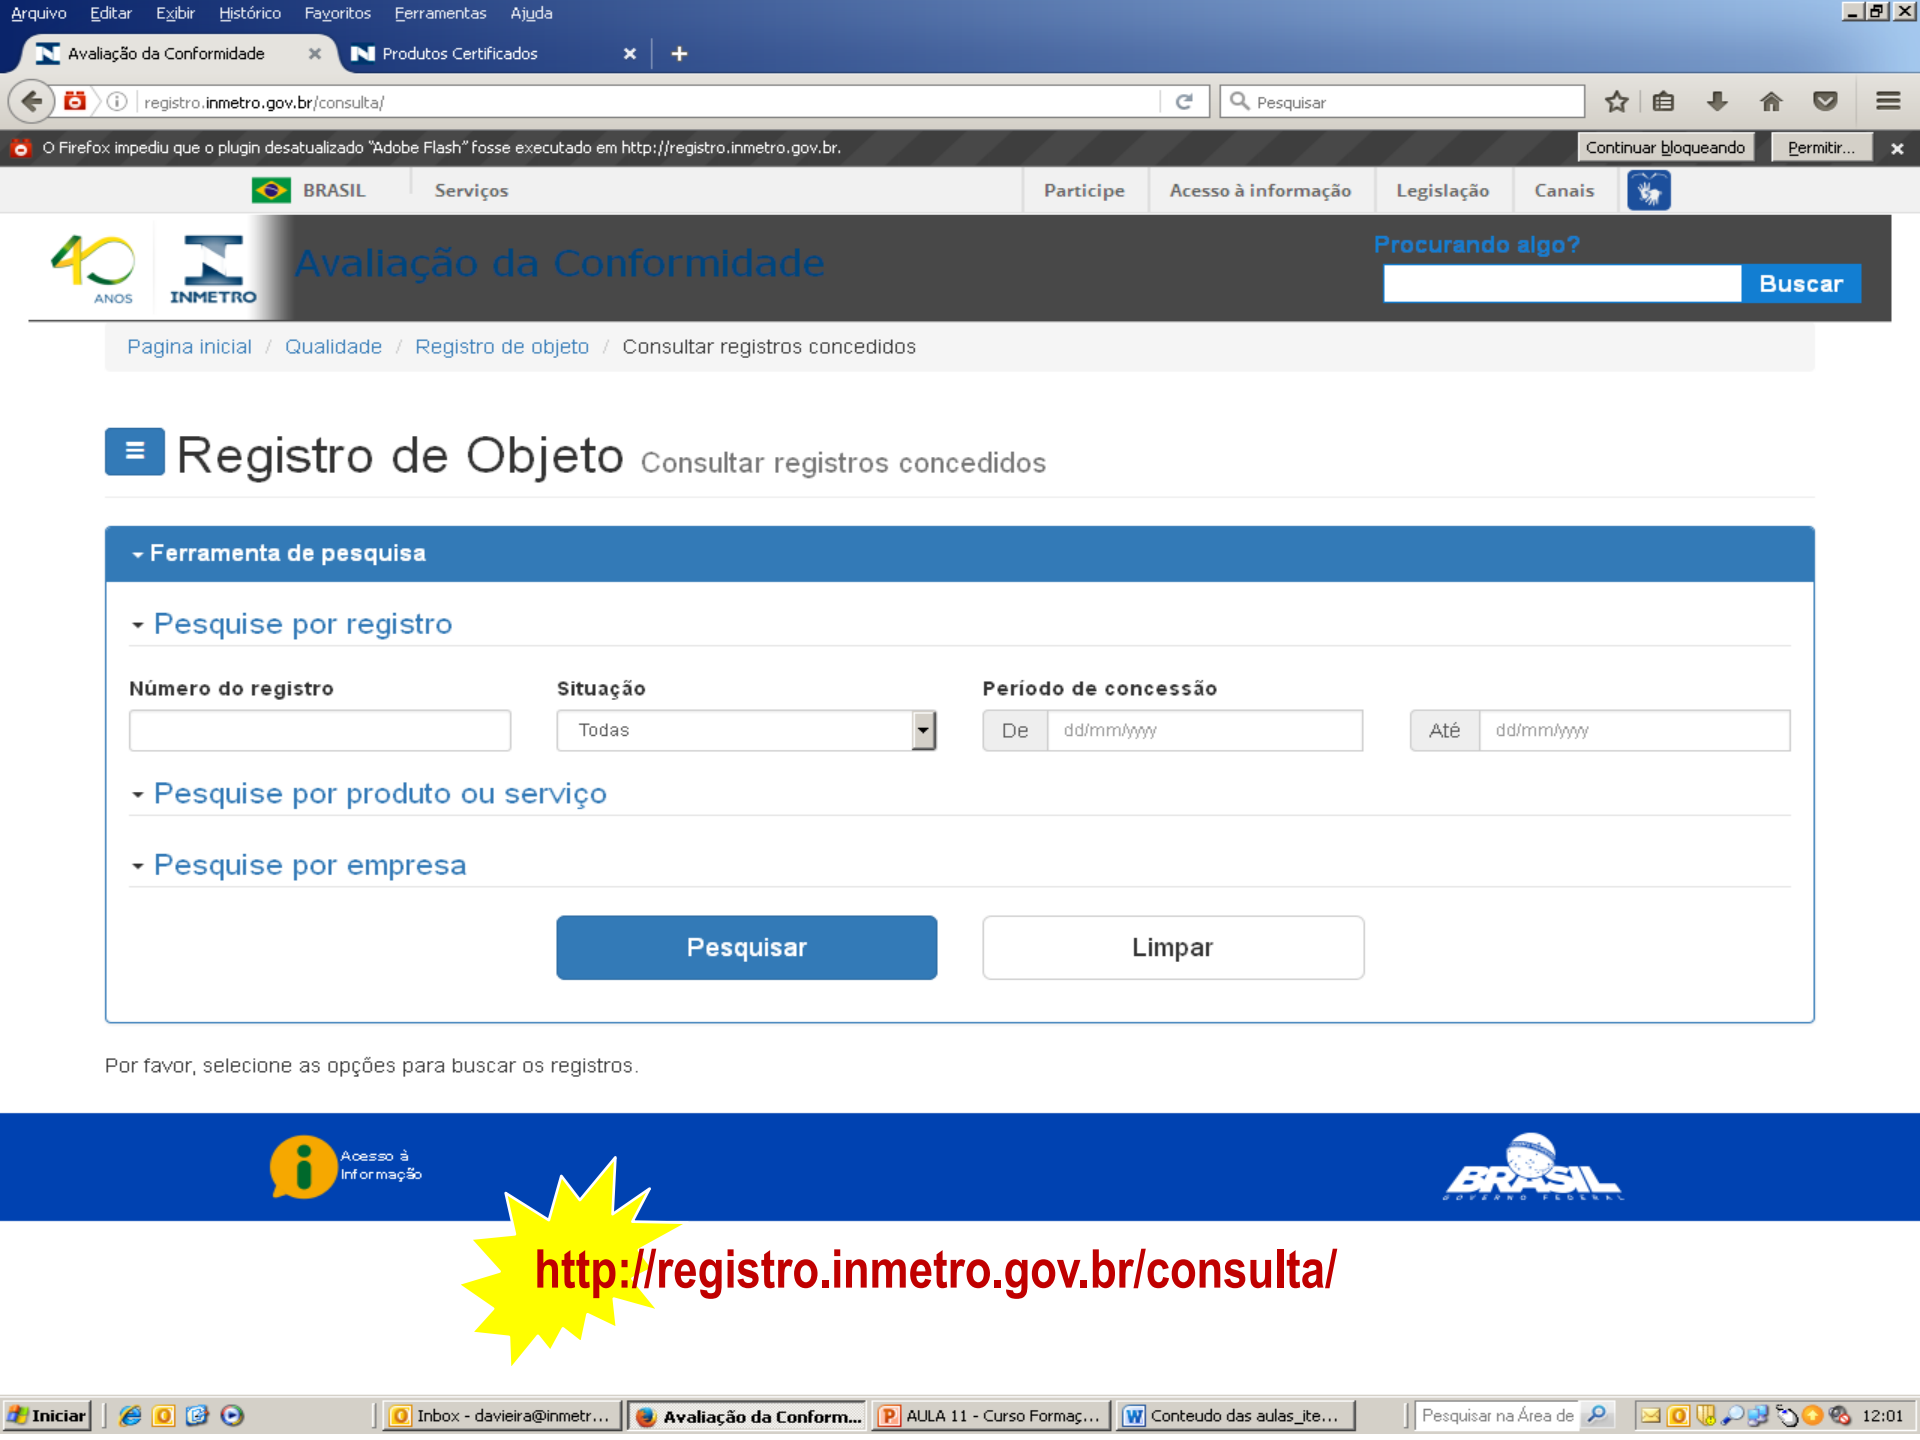 Arquivo Editar Exibir Histórico Favoritos Ferramentas Ajuda
Avaliação da Conformidade
Produtos Certificados
registro.inmetro.gov.br/consulta/
Pesquisar
O Firefox impediu que o plugin desatualizado "Adobe Flash" fosse executado em http://registro.inmetro.gov.br.
Continuar bloqueando
Permitir...
BRASIL
Serviços
Participe
Acesso à informação
Legislação
Canais
40 ANOS
INMETRO
Avaliação da Conformidade
Procurando algo?
Buscar
Pagina inicial / Qualidade / Registro de objeto / Consultar registros concedidos
Registro de Objeto Consultar registros concedidos
Ferramenta de pesquisa
Pesquise por registro
Número do registro
Situação
Período de concessão
Todas
De dd/mm/yyyy
Até dd/mm/yyyy
Pesquise por produto ou serviço
Pesquise por empresa
Pesquisar
Limpar
Por favor, selecione as opções para buscar os registros.
Acesso à
Informação
BRASIL
GOVERNO FEDERAL
http://registro.inmetro.gov.br/consulta/
Iniciar
Inbox - davieira@inmetr...
Avaliação da Conform...
AULA 11 - Curso Formaç...
Conteudo das aulas_ite...
Pesquisar na Área de
12:01